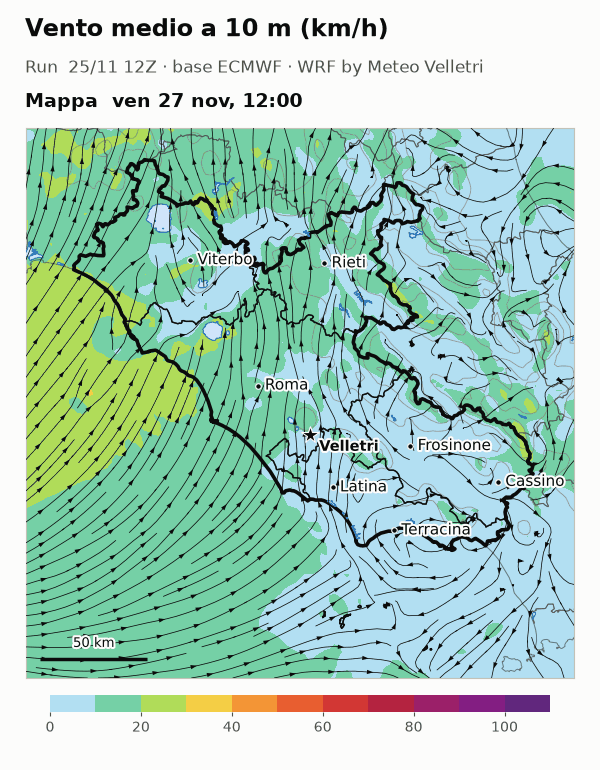 Vento medio a 10 m (km/h)
Run  25/11 12Z · base ECMWF · WRF by Meteo Velletri
Mappa  ven 27 nov, 12:00
Viterbo
Rieti
Roma
Velletri
Frosinone
Latina
Cassino
Terracina
50 km
0 20 40 60 80 100